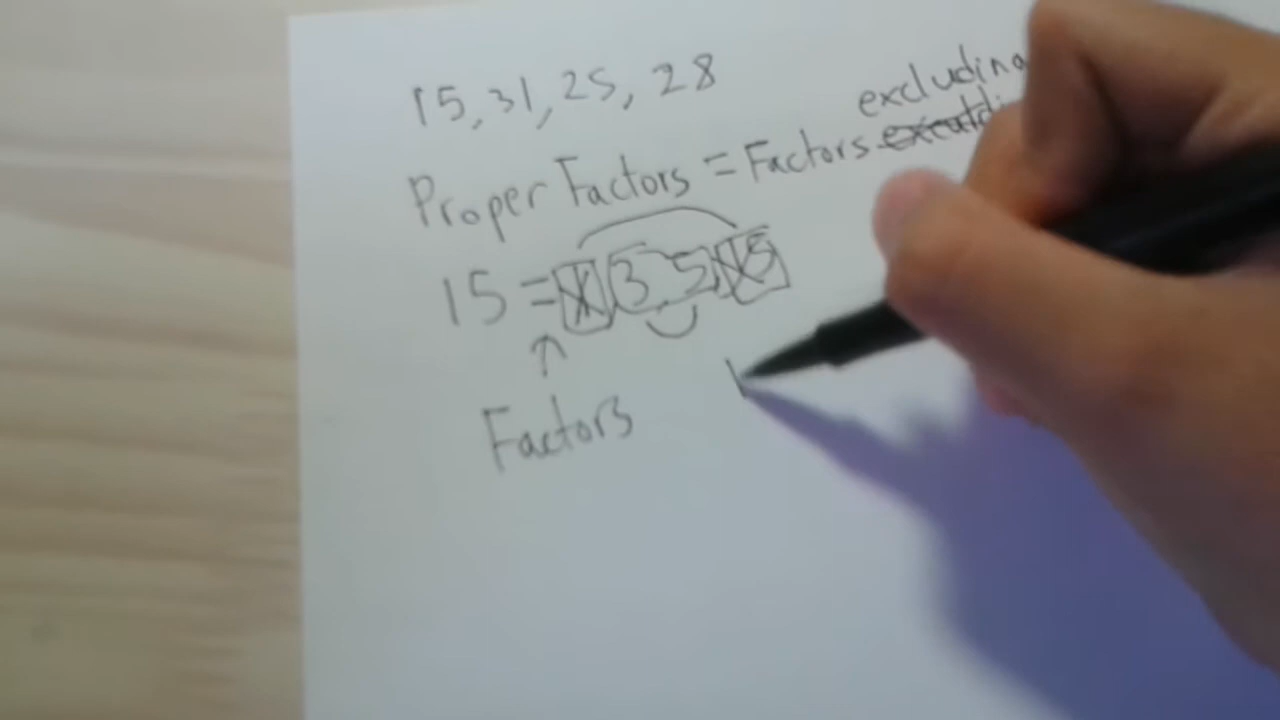 15, 31, 25, 28
excluding
Proper Factors = Factors
15 = 1, 3, 5, 15
Factors